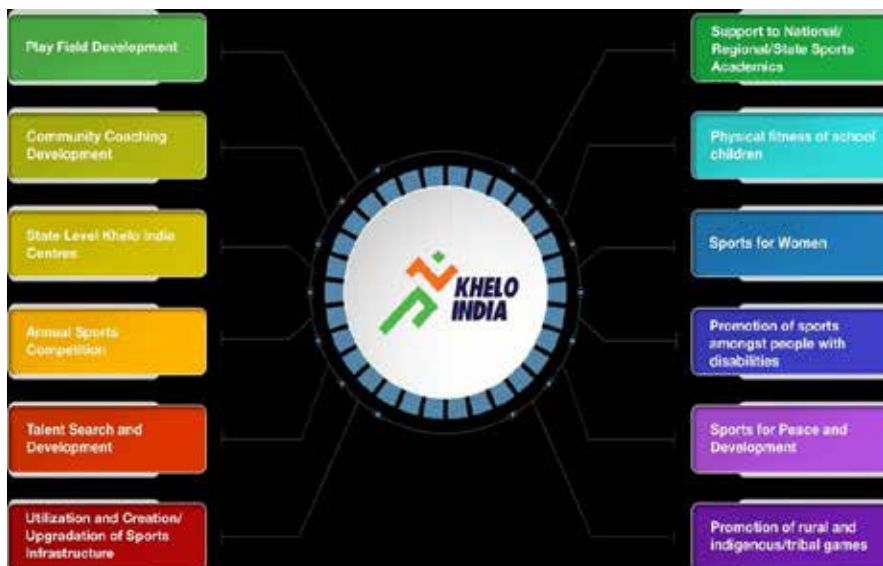 Play Field Development
Community Coaching
Development
State Level Khelo India
Centres
Annual Sports
Competition
Talent Search and
Development
Utilization and Creation/
Upgradation of Sports
Infrastructure
KHELO
INDIA
Support to National/
Regional/State Sports
Academics
Physical fitness of school
children
Sports for Women
Promotion of sports
amongst people with
disabilities
Sports for Peace and
Development
Promotion of rural and
indigenous/tribal games